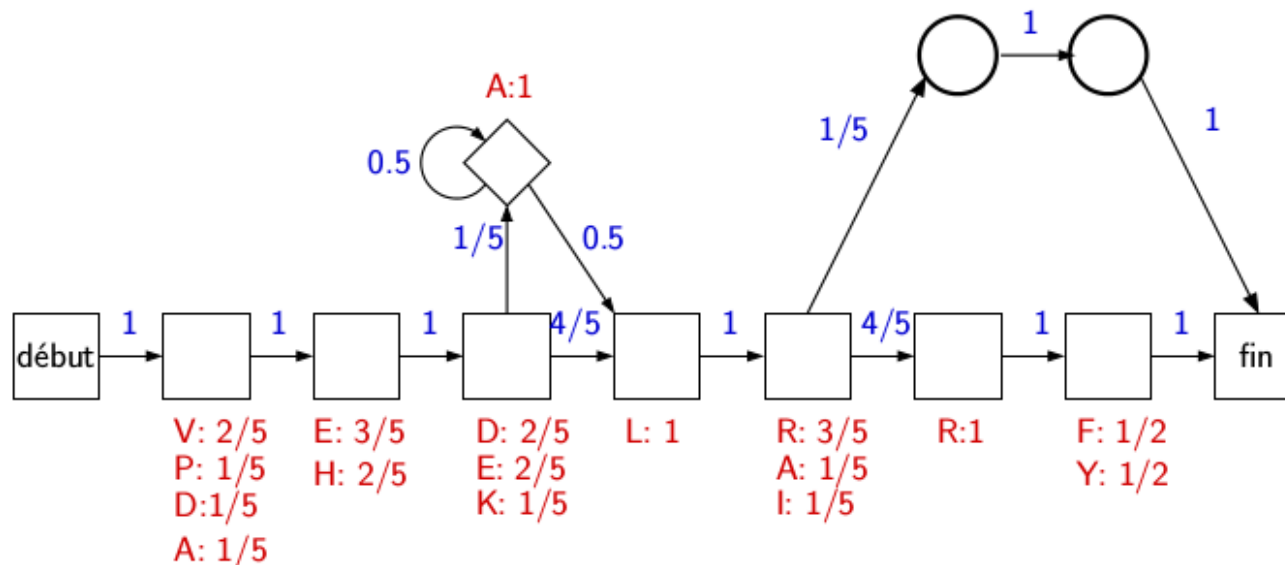 1
A:1
1/5
1
0.5
1/5
0.5
début
1
1
1
4/5
1
4/5
1
1
fin
V: 2/5
P: 1/5
D:1/5
A: 1/5
E: 3/5
H: 2/5
D: 2/5
E: 2/5
K: 1/5
L: 1
R: 3/5
A: 1/5
I: 1/5
R:1
F: 1/2
Y: 1/2